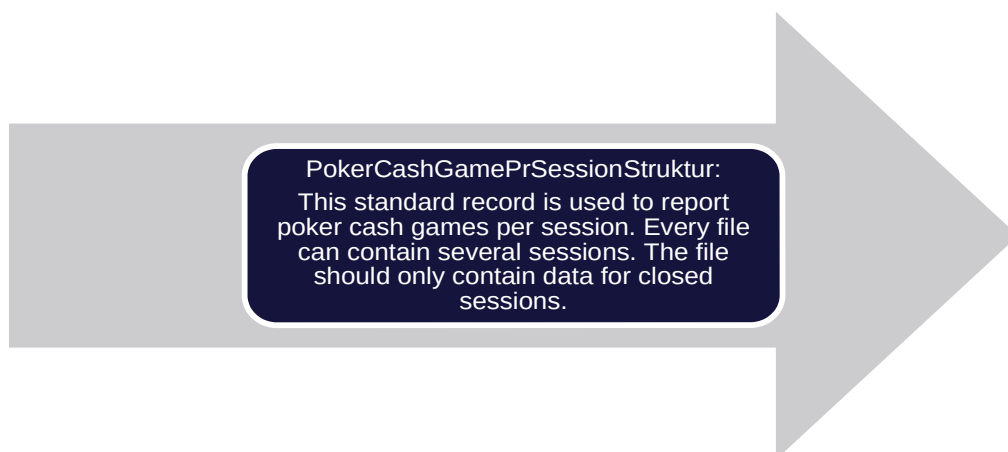 PokerCashGamePrSessionStruktur:
This standard record is used to report
poker cash games per session. Every file
can contain several sessions. The file
should only contain data for closed
sessions.